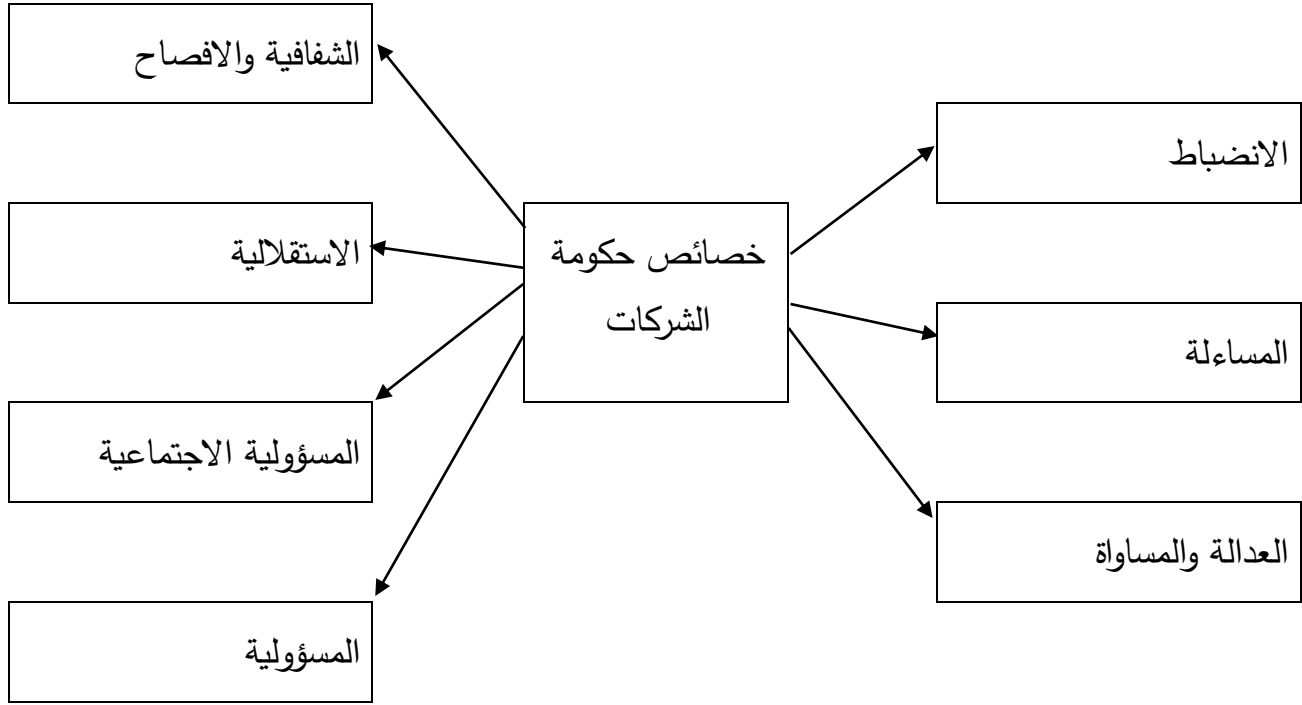 الشفافية والافصاح
الانضباط
الاستقلالية
خصائص حكومة
الشركات
المساءلة
المسؤولية الاجتماعية
العدالة والمساواة
المسؤولية